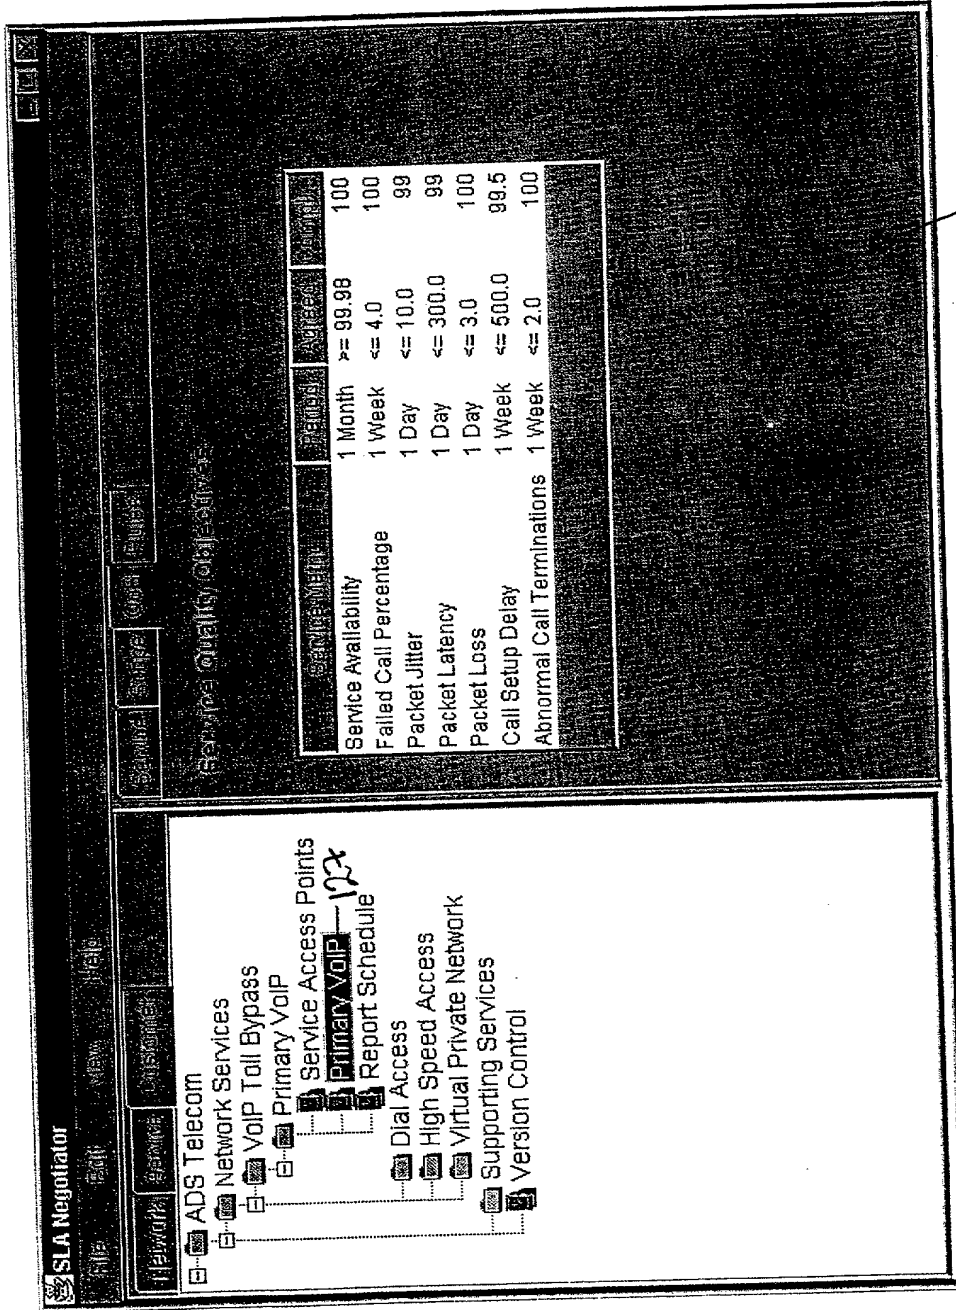 SLA Negotiator
File Edit View Help
Network Service Customer
ADS Telecom
Network Services
VoIP Toll Bypass
Primary VoIP
Service Access Points
Primary VoIP 122x
Report Schedule
Dial Access
High Speed Access
Virtual Private Network
Supporting Services
Version Control
Service
Service Quality Objectives
Period
Service Availability 1 Month >= 99.98 100
Failed Call Percentage 1 Week <= 4.0 100
Packet Jitter 1 Day <= 10.0 99
Packet Latency 1 Day <= 300.0 99
Packet Loss 1 Day <= 3.0 100
Call Setup Delay 1 Week <= 500.0 99.5
Abnormal Call Terminations 1 Week <= 2.0 100